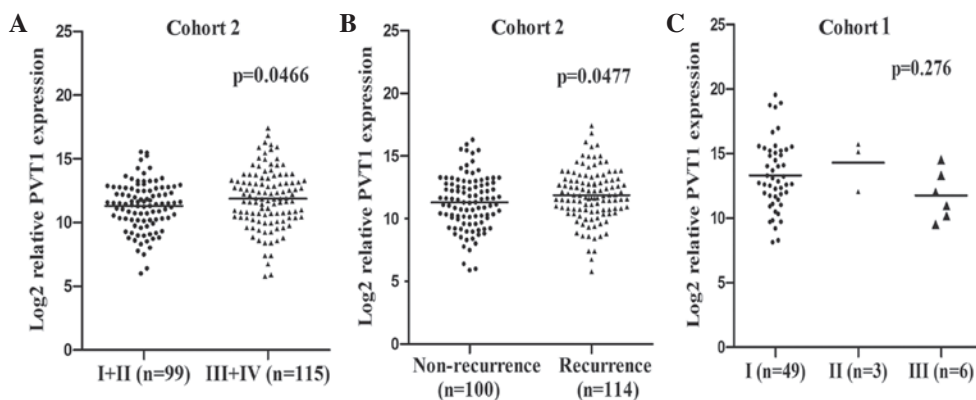 A
Cohort 2
p=0.0466
Log2 relative PVT1 expression
25
20
15
10
5
0
I+II (n=99) III+IV (n=115)
B
Cohort 2
p=0.0477
Log2 relative PVT1 expression
25
20
15
10
5
0
Non-recurrence Recurrence
(n=100) (n=114)
C
Cohort 1
p=0.276
Log2 relative PVT1 expression
25
20
15
10
5
0
I (n=49) II (n=3) III (n=6)